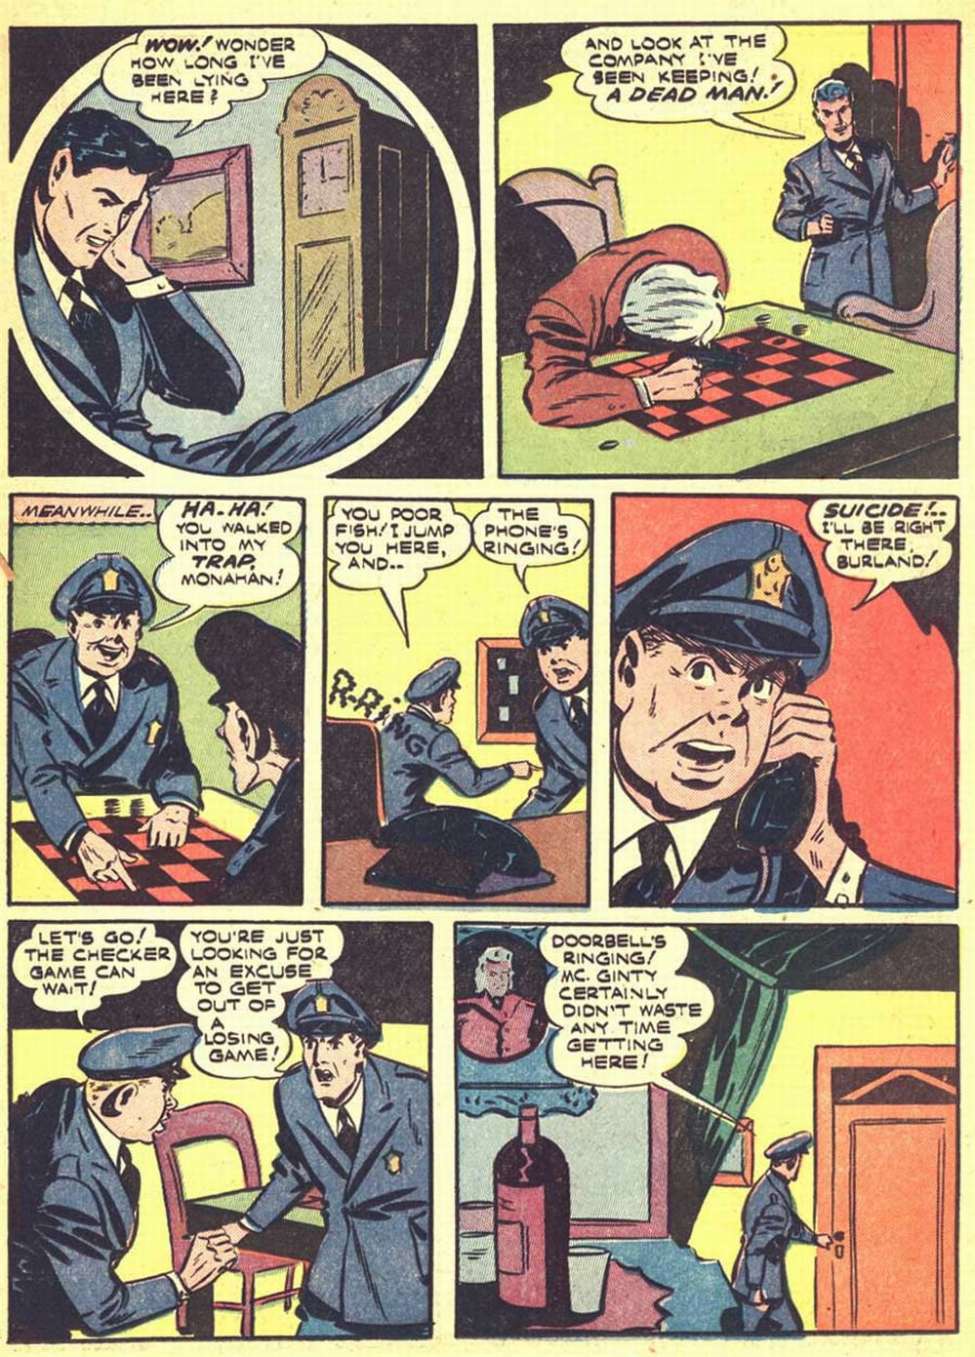 WOW! WONDER
HOW LONG I'VE
BEEN LYING
HERE?
AND LOOK AT THE
COMPANY I'VE
BEEN KEEPING!
A DEAD MAN!
MEANWHILE..
HA-HA!
YOU WALKED
INTO MY
TRAP,
MONAHAN!
YOU POOR
FISH! I JUMP
YOU HERE,
AND--
THE
PHONE'S
RINGING!
R-RING
SUICIDE!..
I'LL BE RIGHT
THERE,
BURLAND!
LET'S GO!
THE CHECKER
GAME CAN
WAIT!
YOU'RE JUST
LOOKING FOR
AN EXCUSE
TO GET
OUT OF
A
LOSING
GAME!
DOORBELL'S
RINGING!
MC. GINTY
CERTAINLY
DIDN'T WASTE
ANY TIME
GETTING
HERE!